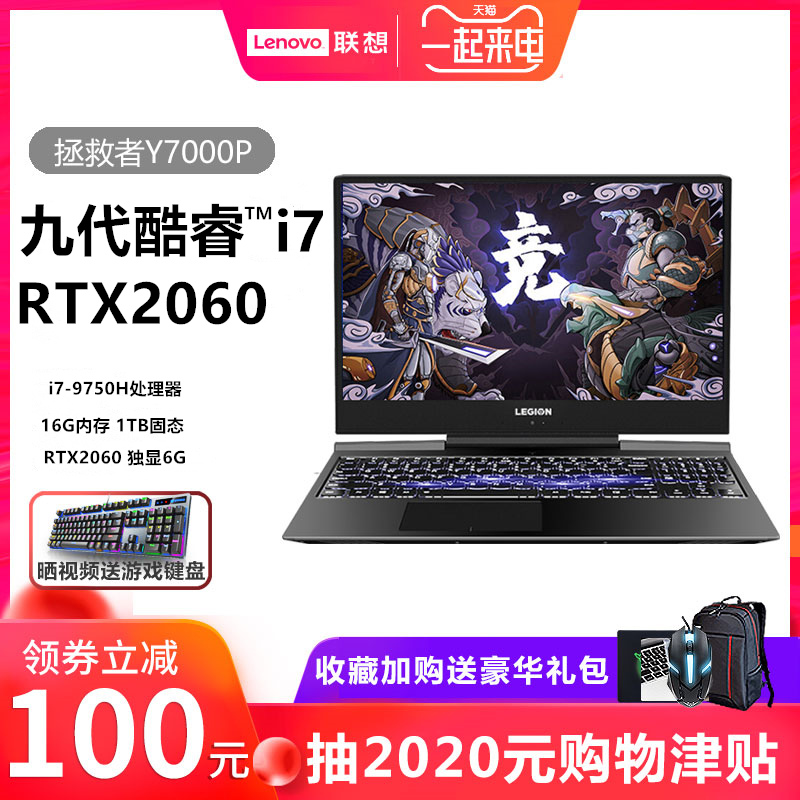 Lenovo 联想
天猫
一起来电
拯救者Y7000P
九代酷睿™i7
RTX2060
i7-9750H处理器
16G内存 1TB固态
RTX2060 独显6G
竞
LEGION
晒视频送游戏键盘
领券立减
100元
收藏加购送豪华礼包
抽2020元购物津贴